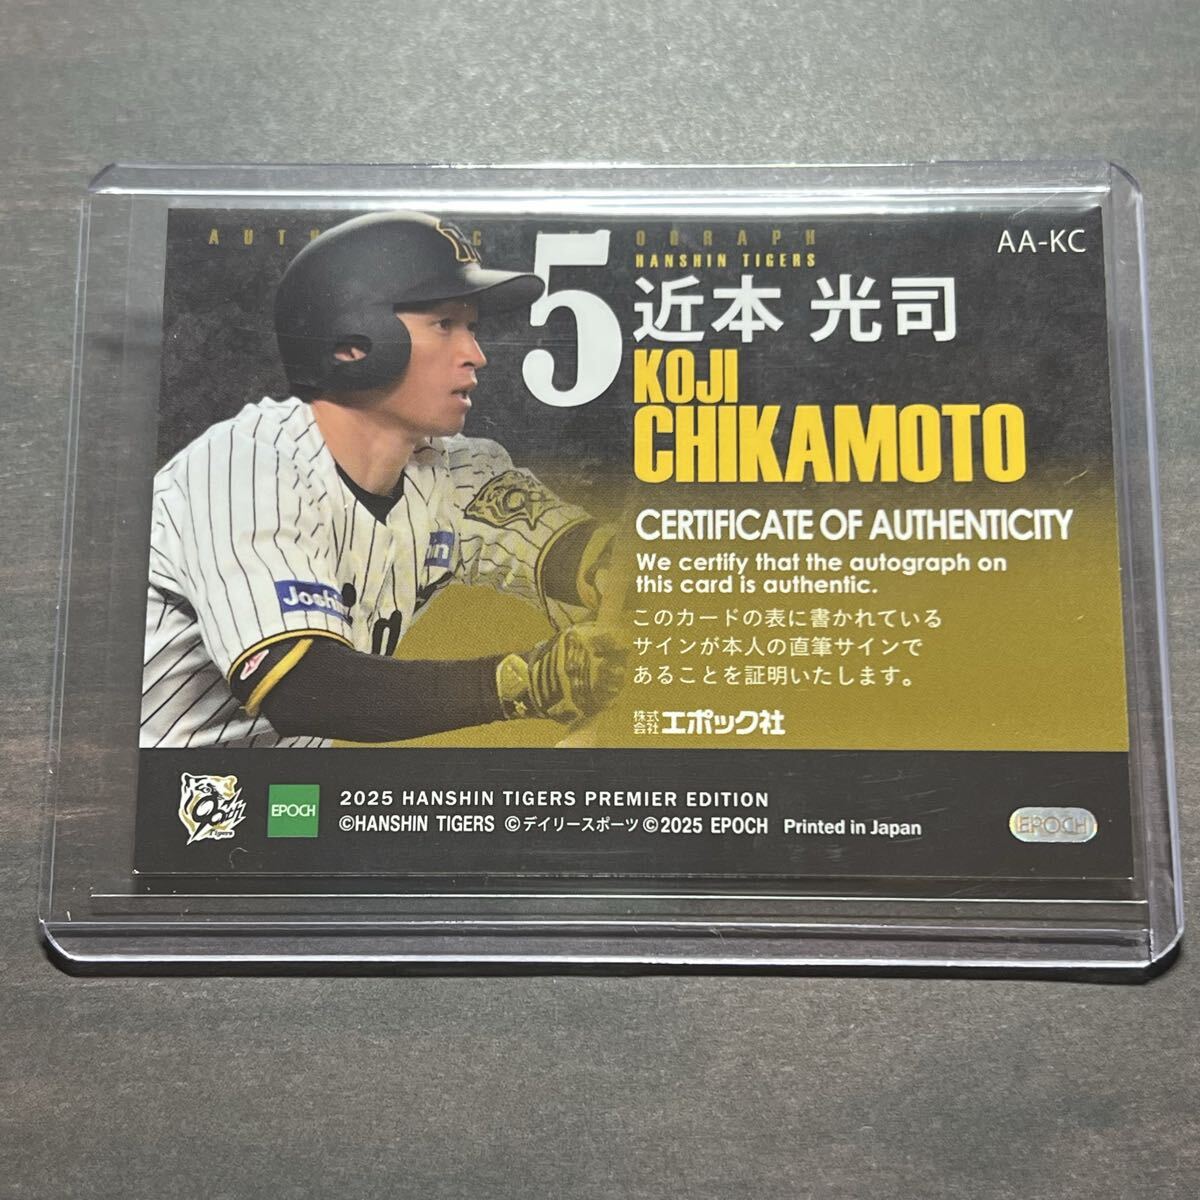 HANSHIN TIGERS
AA-KC
5
近本 光司
KOJI
CHIKAMOTO
CERTIFICATE OF AUTHENTICITY
We certify that the autograph on
this card is authentic.
このカードの表に書かれている
サインが本人の直筆サインで
あることを証明いたします。
株式会社エポック社
Tigers
EPOCH
2025 HANSHIN TIGERS PREMIER EDITION
©HANSHIN TIGERS ©デイリースポーツ ©2025 EPOCH Printed in Japan
EPOCH